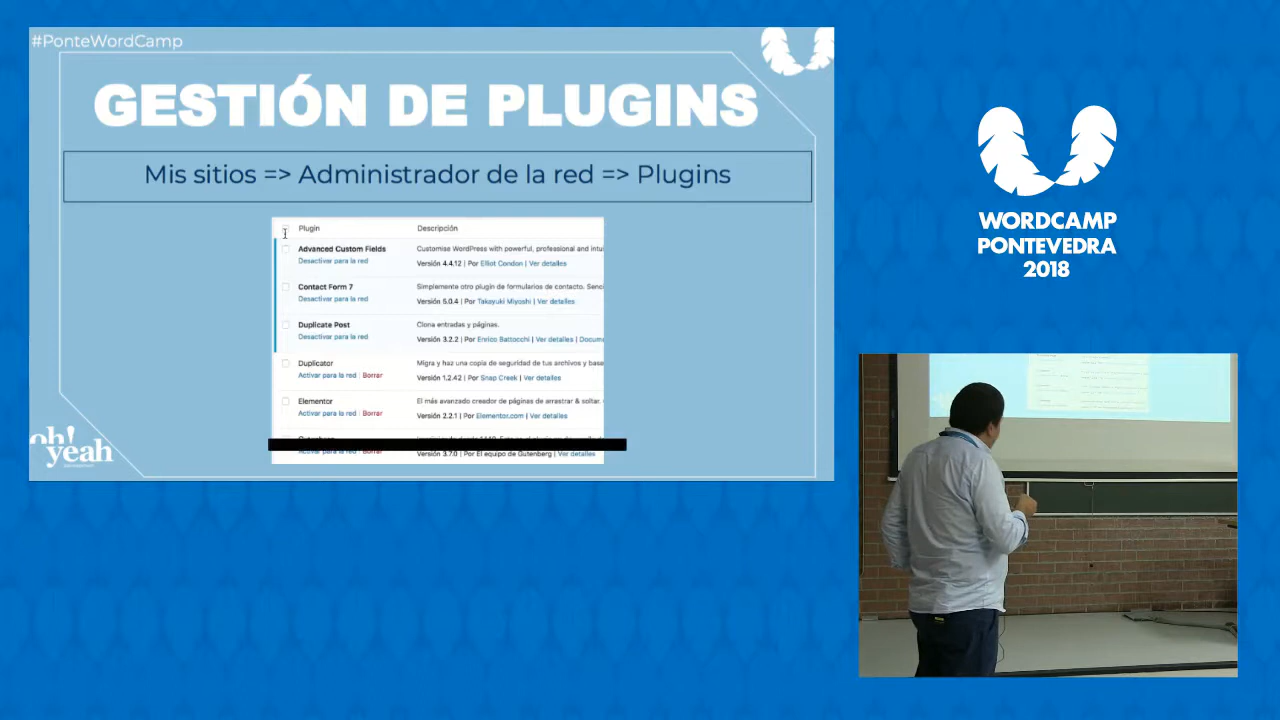 #PonteWordCamp
GESTIÓN DE PLUGINS
Mis sitios => Administrador de la red => Plugins
Plugin Descripción
Advanced Custom Fields Customise WordPress with powerful, professional and intui
Desactivar para la red Versión 4.4.12 | Por Elliot Condon | Ver detalles
Contact Form 7 Simplemente otro plugin de formularios de contacto. Senci
Desactivar para la red Versión 5.0.4 | Por Takayuki Miyoshi | Ver detalles
Duplicate Post Clona entradas y páginas.
Desactivar para la red Versión 3.2.2 | Por Enrico Battocchi | Ver detalles | Docume
Duplicator Migra y haz una copia de seguridad de tus archivos y base
Activar para la red | Borrar Versión 1.2.42 | Por Snap Creek | Ver detalles
Elementor El más avanzado creador de páginas de arrastrar & soltar.
Activar para la red | Borrar Versión 2.2.1 | Por Elementor.com | Ver detalles
Activar para la red | Borrar Versión 3.7.0 | Por El equipo de Gutenberg | Ver detalles
oh!
yeah
WORDCAMP
PONTEVEDRA
2018